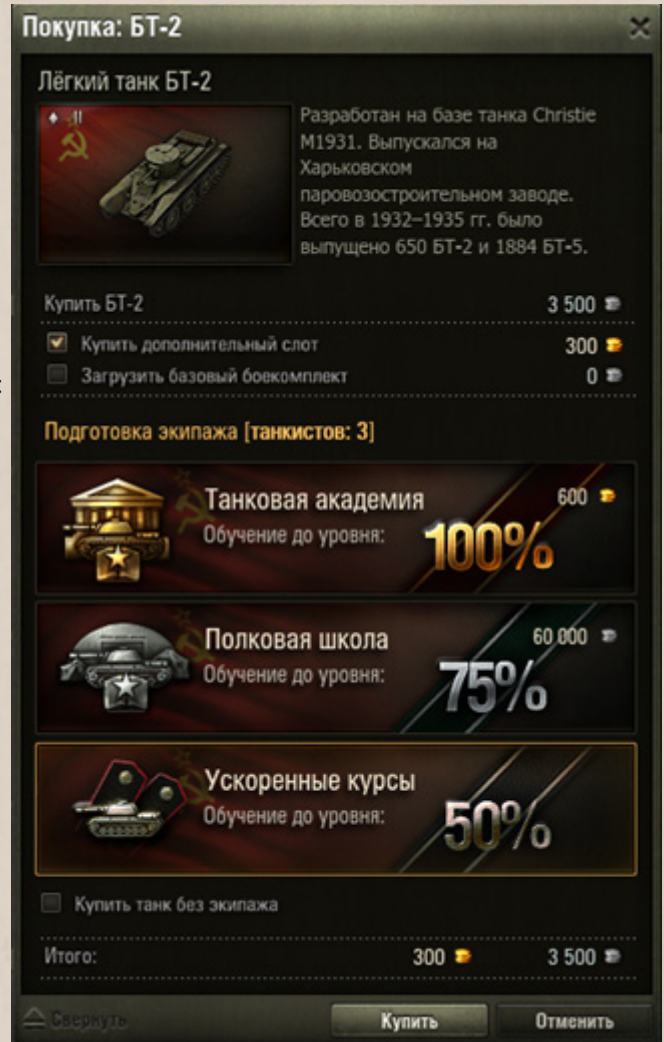 Покупка: БТ-2
Лёгкий танк БТ-2
II
Разработан на базе танка Christie
М1931. Выпускался на
Харьковском
паровозостроительном заводе.
Всего в 1932–1935 гг. было
выпущено 650 БТ-2 и 1884 БТ-5.
Купить БТ-2 3 500
Купить дополнительный слот 300
Загрузить базовый боекомплект 0
Подготовка экипажа [танкистов: 3]
Танковая академия 600
Обучение до уровня: 100%
Полковая школа 60 000
Обучение до уровня: 75%
Ускоренные курсы
Обучение до уровня: 50%
Купить танк без экипажа
Итого: 300 3 500
Свернуть Купить Отменить